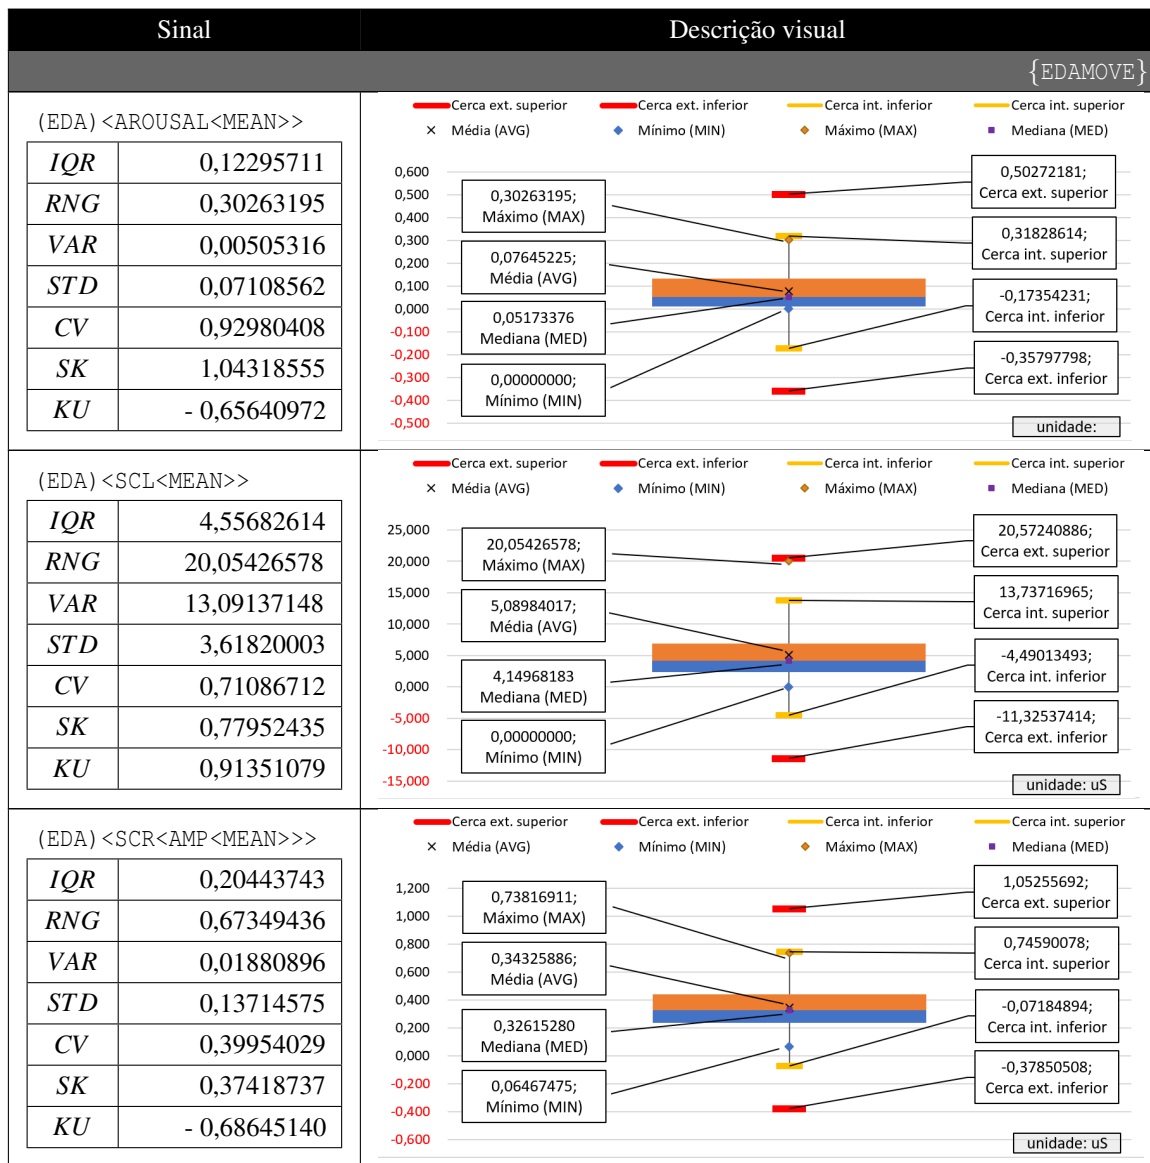 Sinal Descrição visual
{EDAMOVE}
(EDA)<AROUSAL<MEAN>>
IQR 0,12295711
RNG 0,30263195
VAR 0,00505316
STD 0,07108562
CV 0,92980408
SK 1,04318555
KU - 0,65640972
Cerca ext. superior Cerca ext. inferior Cerca int. inferior Cerca int. superior
Média (AVG) Mínimo (MIN) Máximo (MAX) Mediana (MED)
0,600
0,500
0,400
0,300
0,200
0,100
0,000
-0,100
-0,200
-0,300
-0,400
-0,500
0,30263195;
Máximo (MAX)
0,07645225;
Média (AVG)
0,05173376
Mediana (MED)
0,00000000;
Mínimo (MIN)
0,50272181;
Cerca ext. superior
0,31828614;
Cerca int. superior
-0,17354231;
Cerca int. inferior
-0,35797798;
Cerca ext. inferior
unidade:
(EDA)<SCL<MEAN>>
IQR 4,55682614
RNG 20,05426578
VAR 13,09137148
STD 3,61820003
CV 0,71086712
SK 0,77952435
KU 0,91351079
Cerca ext. superior Cerca ext. inferior Cerca int. inferior Cerca int. superior
Média (AVG) Mínimo (MIN) Máximo (MAX) Mediana (MED)
25,000
20,000
15,000
10,000
5,000
0,000
-5,000
-10,000
-15,000
20,05426578;
Máximo (MAX)
5,08984017;
Média (AVG)
4,14968183
Mediana (MED)
0,00000000;
Mínimo (MIN)
20,57240886;
Cerca ext. superior
13,73716965;
Cerca int. superior
-4,49013493;
Cerca int. inferior
-11,32537414;
Cerca ext. inferior
unidade: uS
(EDA)<SCR<AMP<MEAN>>>
IQR 0,20443743
RNG 0,67349436
VAR 0,01880896
STD 0,13714575
CV 0,39954029
SK 0,37418737
KU - 0,68645140
Cerca ext. superior Cerca ext. inferior Cerca int. inferior Cerca int. superior
Média (AVG) Mínimo (MIN) Máximo (MAX) Mediana (MED)
1,200
1,000
0,800
0,600
0,400
0,200
0,000
-0,200
-0,400
-0,600
0,73816911;
Máximo (MAX)
0,34325886;
Média (AVG)
0,32615280
Mediana (MED)
0,06467475;
Mínimo (MIN)
1,05255692;
Cerca ext. superior
0,74590078;
Cerca int. superior
-0,07184894;
Cerca int. inferior
-0,37850508;
Cerca ext. inferior
unidade: uS